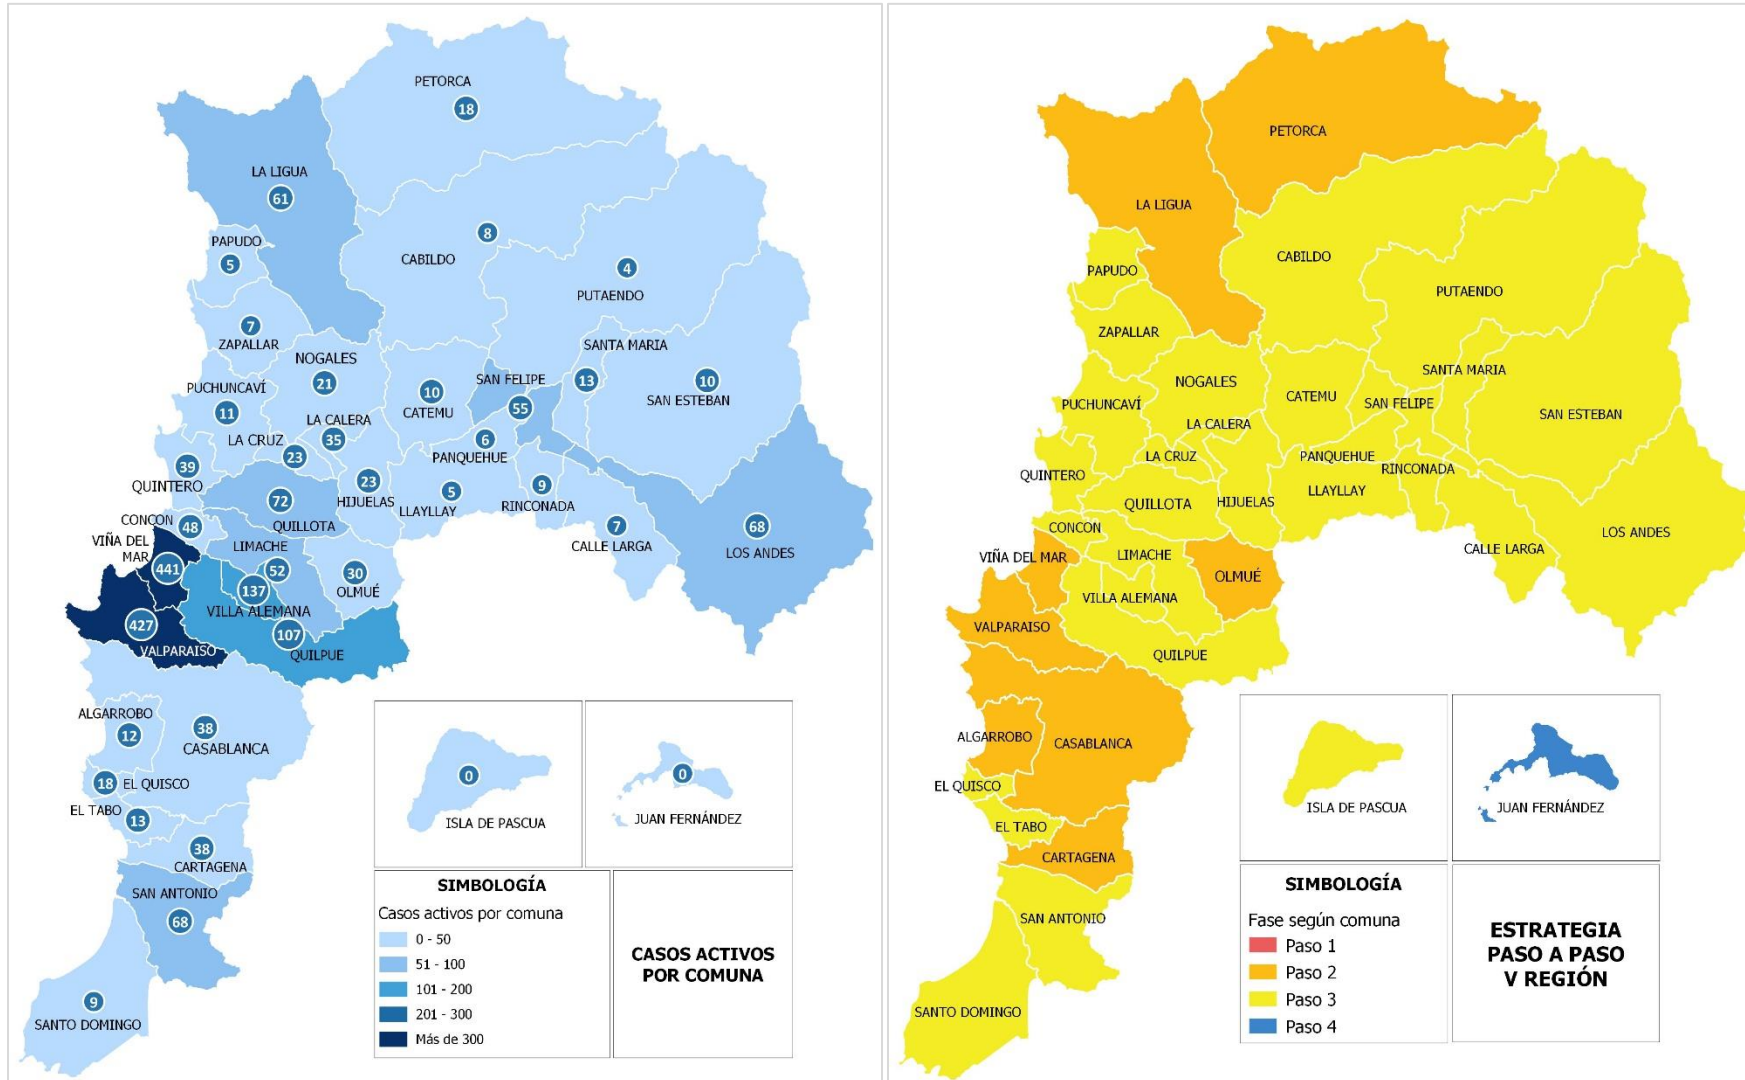 PETORCA
18
LA LIGUA
61
PAPUDO
5
8
CABILDO
4
PUTAENDO
7
ZAPALLAR
NOGALES
21
SANTA MARIA
13
SAN FELIPE
55
10
CATEMU
10
SAN ESTEBAN
PUCHUNCAVÍ
11
LA CALERA
35
LA CRUZ
23
6
PANQUEHUE
39
QUINTERO
23
HIJUELAS
5
LLAYLLAY
9
RINCONADA
72
QUILLOTA
CONCON
48
7
CALLE LARGA
68
LOS ANDES
VIÑA DEL
MAR
441
LIMACHE
52
137
VILLA ALEMANA
30
OLMUÉ
427
VALPARAISO
107
QUILPUE
ALGARROBO
12
38
CASABLANCA
18
EL QUISCO
EL TABO
13
38
CARTAGENA
SAN ANTONIO
68
9
SANTO DOMINGO
0
ISLA DE PASCUA
0
JUAN FERNÁNDEZ
SIMBOLOGÍA
Casos activos por comuna
0 - 50
51 - 100
101 - 200
201 - 300
Más de 300
CASOS ACTIVOS
POR COMUNA
PETORCA
LA LIGUA
CABILDO
PAPUDO
PUTAENDO
ZAPALLAR
SANTA MARIA
NOGALES
CATEMU
SAN FELIPE
PUCHUNCAVÍ
SAN ESTEBAN
LA CALERA
LA CRUZ
PANQUEHUE
RINCONADA
QUINTERO
LLAYLLAY
QUILLOTA
HIJUELAS
CONCON
LOS ANDES
VIÑA DEL MAR
LIMACHE
CALLE LARGA
OLMUÉ
VILLA ALEMANA
VALPARAISO
QUILPUE
ALGARROBO
CASABLANCA
EL QUISCO
EL TABO
CARTAGENA
SAN ANTONIO
SANTO DOMINGO
ISLA DE PASCUA
JUAN FERNÁNDEZ
SIMBOLOGÍA
Fase según comuna
Paso 1
Paso 2
Paso 3
Paso 4
ESTRATEGIA
PASO A PASO
V REGIÓN